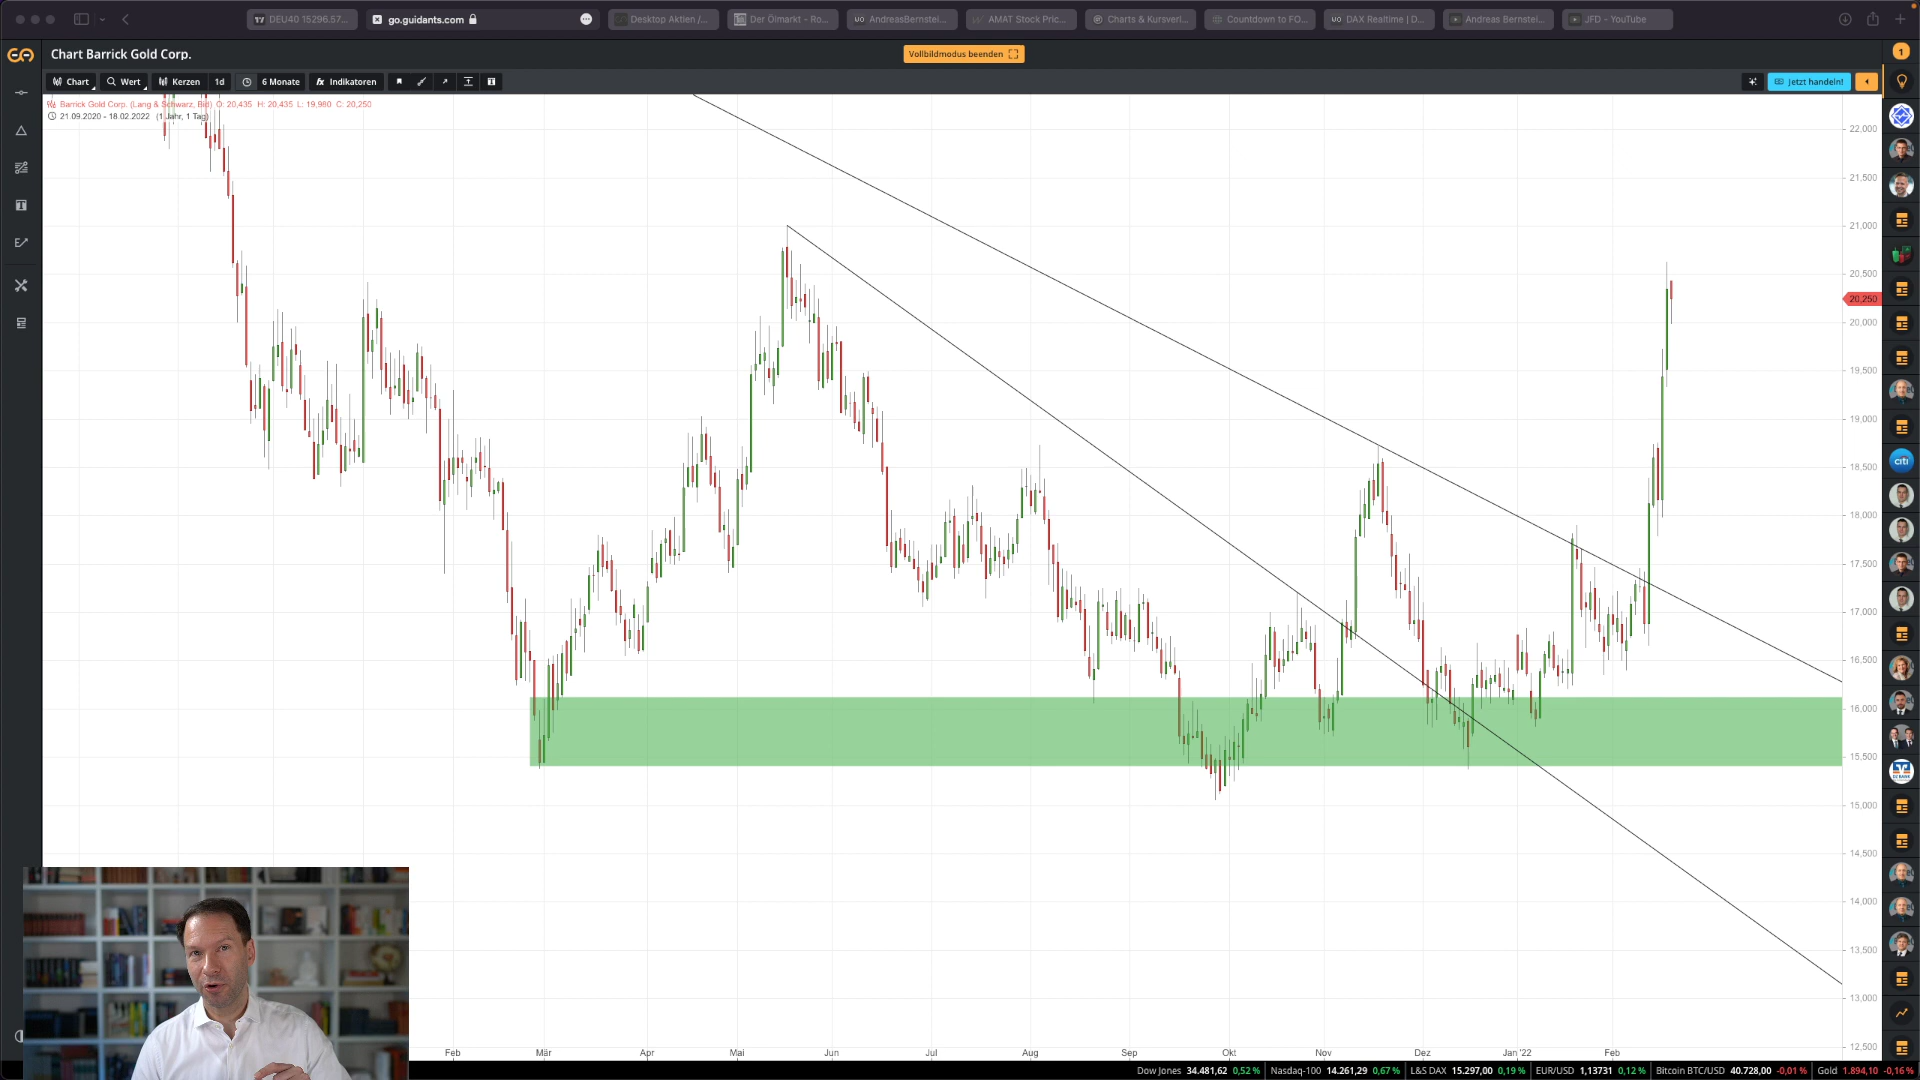 DEU40 15296.57...
go.guidants.com
Desktop Aktien /...
Der Ölmarkt - Ro...
UO AndreasBernstei...
AMAT Stock Pric...
Charts & Kursverl...
Countdown to FO...
UO DAX Realtime | D...
Andreas Bernstei...
JFD - YouTube
Chart Barrick Gold Corp.
Vollbildmodus beenden
1
Chart Wert Kerzen 1d 6 Monate fx Indikatoren
Jetzt handeln!
Barrick Gold Corp. (Lang & Schwarz, Bid) O: 20,435 H: 20,435 L: 19,980 C: 20,250
21.09.2020 - 18.02.2022 (1 Jahr, 1 Tag)
22,000
21,500
21,000
20,500
20,250
20,000
19,500
19,000
18,500
18,000
17,500
17,000
16,500
16,000
15,500
15,000
14,500
14,000
13,500
13,000
12,500
citi
DZ BANK
Feb Mär Apr Mai Jun Jul Aug Sep Okt Nov Dez Jan '22 Feb
Dow Jones 34.481,62 0,52 % Nasdaq-100 14.261,29 0,67 % L&S DAX 15.297,00 0,19 % EUR/USD 1,13731 0,12 % Bitcoin BTC/USD 40.728,00 -0,01 % Gold 1.894,10 -0,16 %